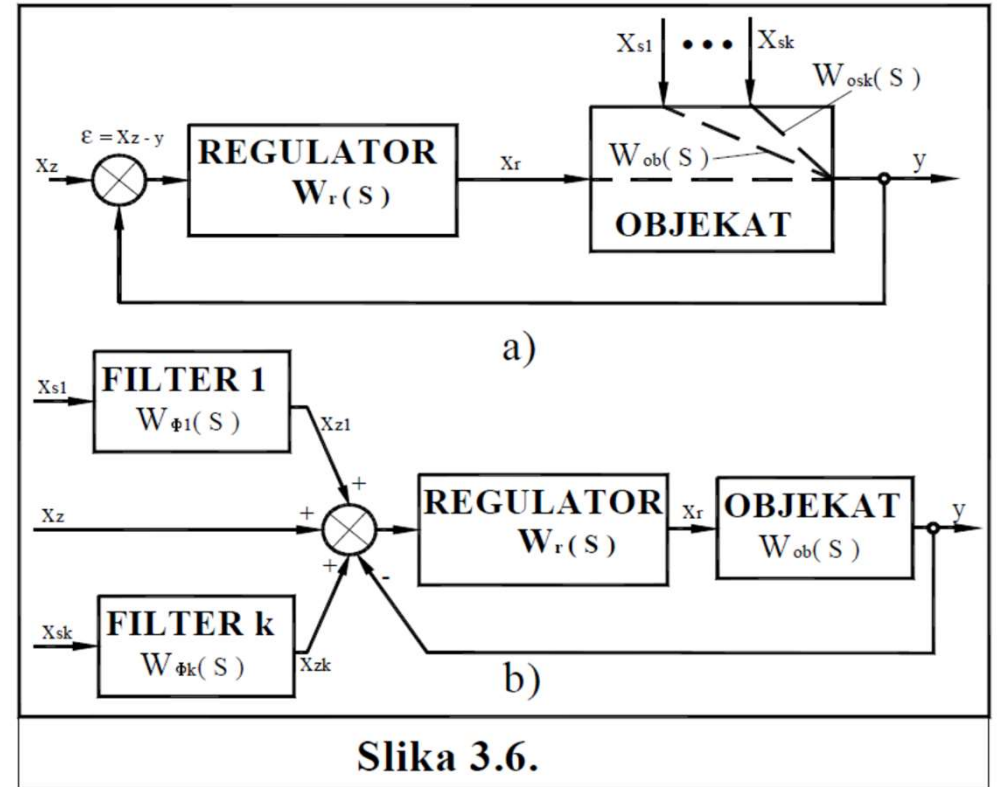 Xs1 ••• Xsk
Wosk( S )
ε = Xz - y
Xz
REGULATOR
Wr( S )
Xr
Wob( S )
OBJEKAT
y
a)
Xs1
FILTER 1
WΦ1( S )
Xz1
+
Xz
+
REGULATOR
Wr( S )
Xr
OBJEKAT
Wob( S )
y
+
-
Xsk
FILTER k
WΦk( S )
Xzk
b)
Slika 3.6.